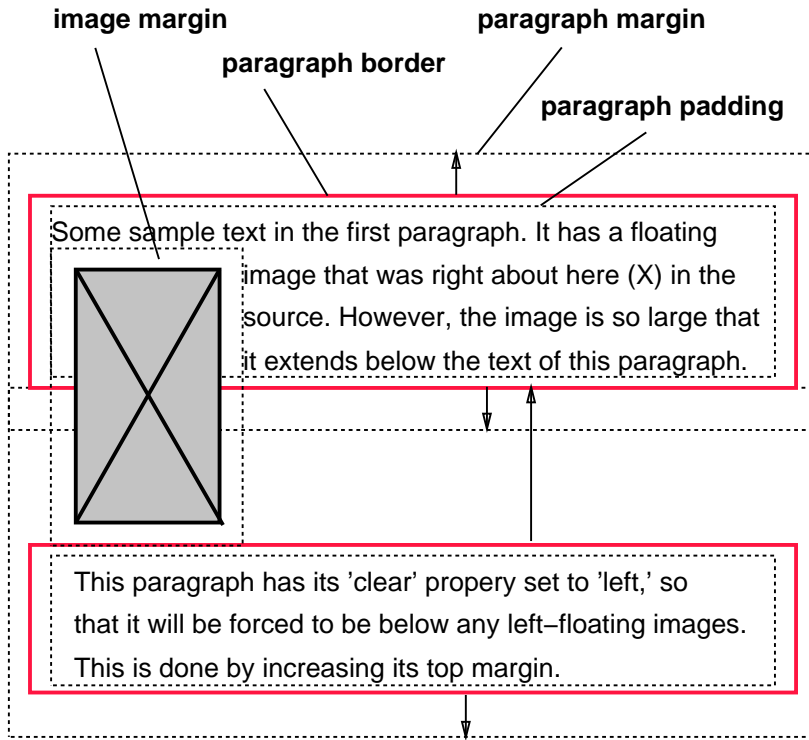 image margin
paragraph margin
paragraph border
paragraph padding
Some sample text in the first paragraph. It has a floating
image that was right about here (X) in the
source. However, the image is so large that
it extends below the text of this paragraph.
This paragraph has its ’clear’ propery set to ’left,’ so
that it will be forced to be below any left−floating images.
This is done by increasing its top margin.